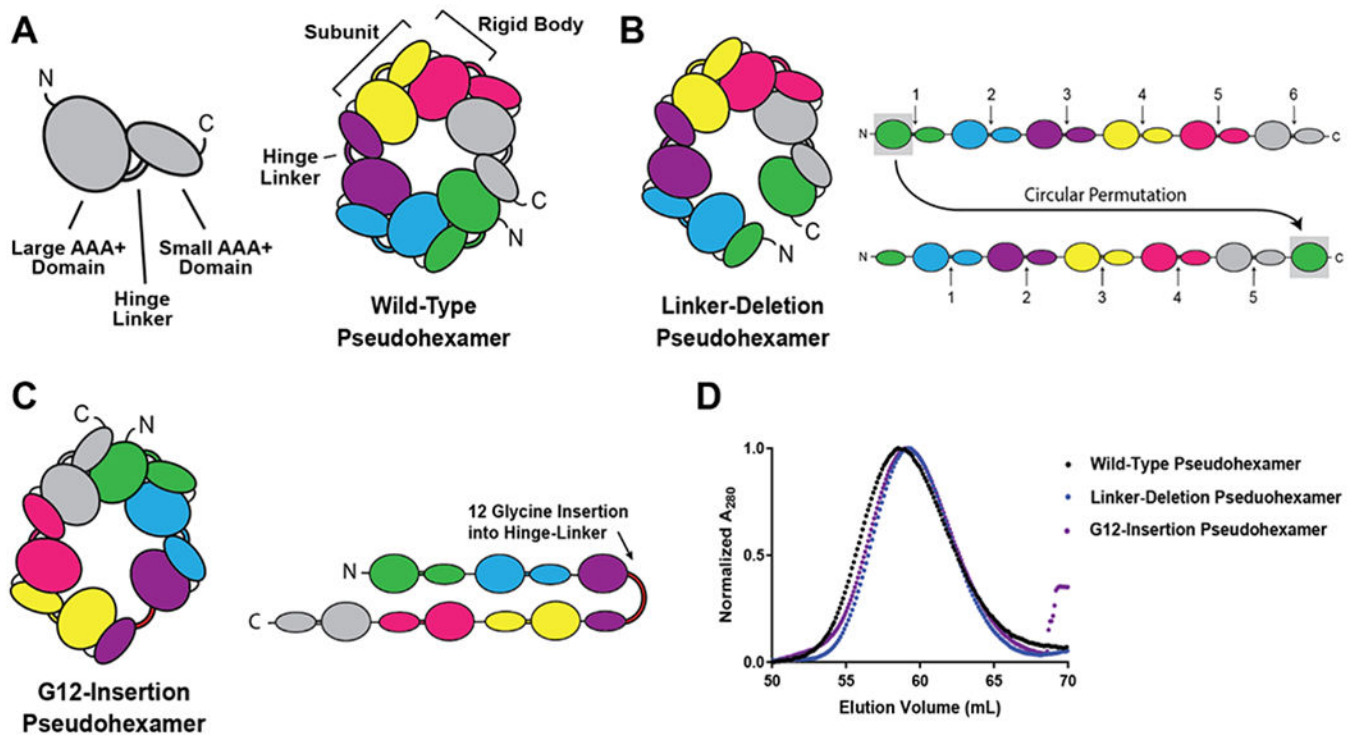 A
N
C
Large AAA+
Domain
Hinge
Linker
Small AAA+
Domain
Subunit
Rigid Body
Hinge
Linker
C
N
Wild-Type
Pseudohexamer
B
C
N
Linker-Deletion
Pseudohexamer
1 2 3 4 5 6
N C
Circular Permutation
N C
1 2 3 4 5
C
C N
G12-Insertion
Pseudohexamer
12 Glycine Insertion
into Hinge-Linker
N
C
D
Normalized A280
1.0
0.5
0.0
50 55 60 65 70
Elution Volume (mL)
Wild-Type Pseudohexamer
Linker-Deletion Pseduohexamer
G12-Insertion Pseudohexamer